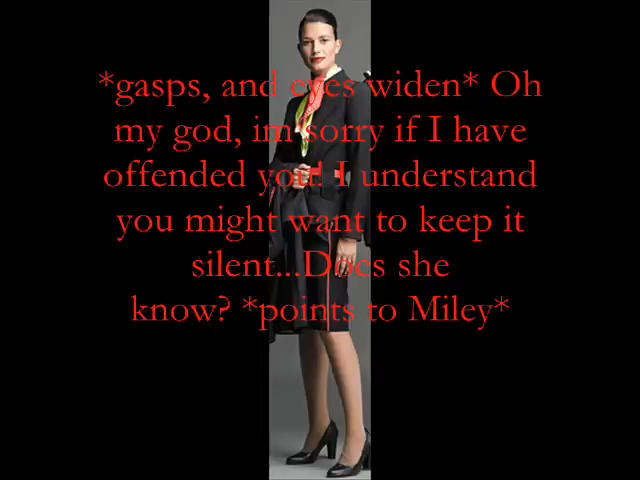 *gasps, and eyes widen* Oh
my god, im sorry if I have
offended you! I understand
you might want to keep it
silent...Does she
know? *points to Miley*